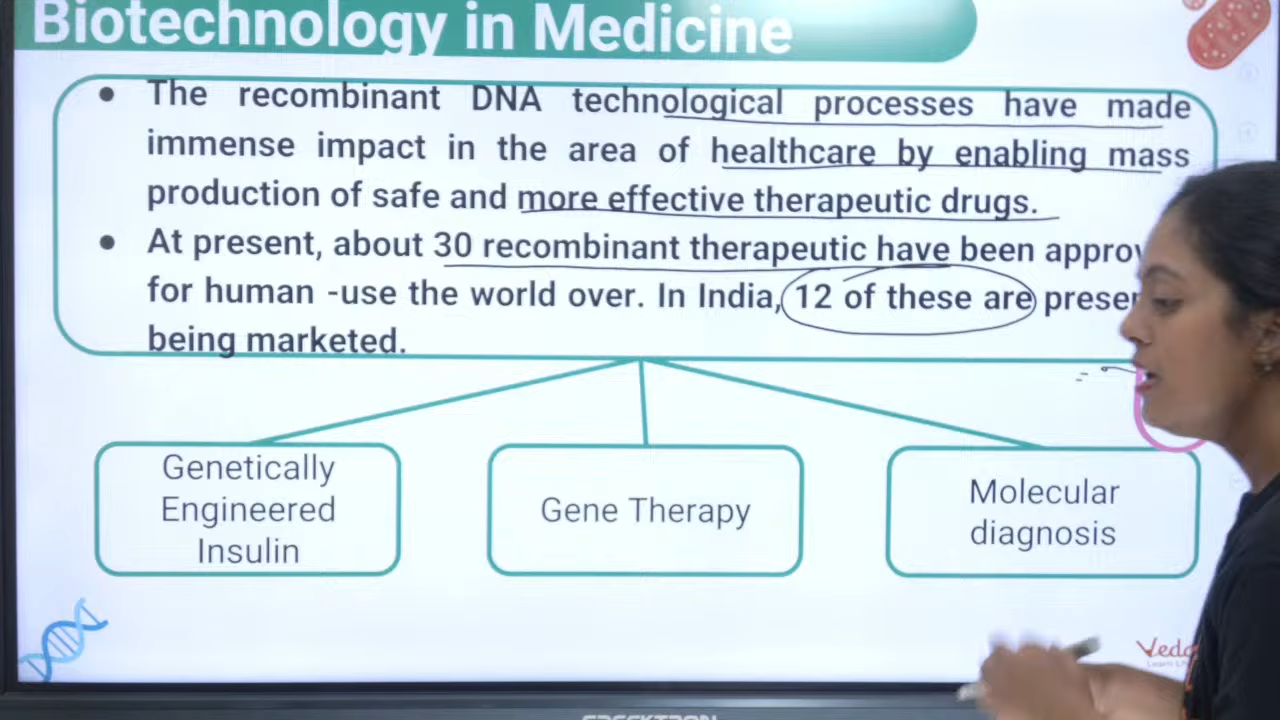 Biotechnology in Medicine
● The recombinant DNA technological processes have made
immense impact in the area of healthcare by enabling mass
production of safe and more effective therapeutic drugs.
● At present, about 30 recombinant therapeutic have been
for human -use the world over. In India, 12 of these are
being marketed.
Genetically
Engineered
Insulin
Gene Therapy
Molecular
diagnosis